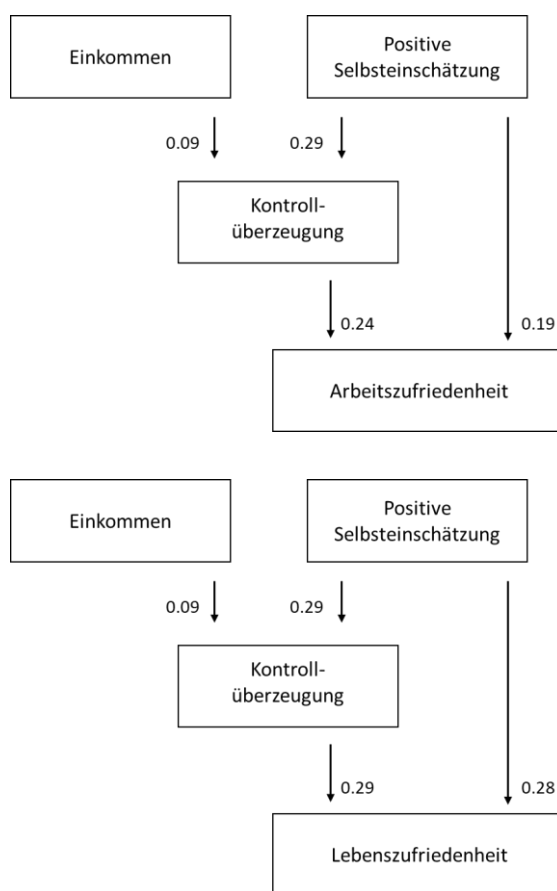 Einkommen
Positive
Selbsteinschätzung
0.09
0.29
Kontroll-
überzeugung
0.24
0.19
Arbeitszufriedenheit
Einkommen
Positive
Selbsteinschätzung
0.09
0.29
Kontroll-
überzeugung
0.29
0.28
Lebenszufriedenheit